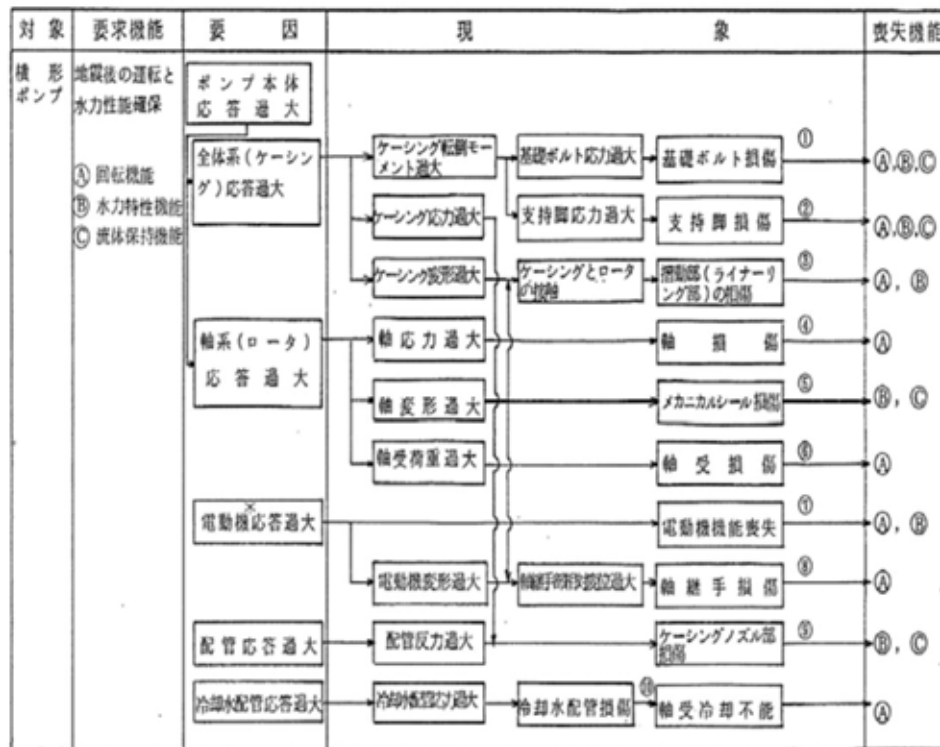 対象 要求機能 要因 現象 喪失機能
横形
ポンプ
地震後の運転と
水力性能確保
Ⓐ 回転機能
Ⓑ 水力特性機能
Ⓒ 流体保持機能
ポンプ本体
応答過大
全体系(ケーシン
グ)応答過大
ケーシング転倒モー
メント過大
基礎ボルト応力過大
基礎ボルト損傷
①
Ⓐ,Ⓑ,Ⓒ
ケーシング応力過大
支持脚応力過大
支持脚損傷
②
Ⓐ,Ⓑ,Ⓒ
ケーシング変形過大
ケーシングとロータ
の接触
摺動部(ライナーリ
ング部)の損傷
③
Ⓐ, Ⓑ
軸系(ロータ)
応答過大
軸応力過大
軸損傷
④
Ⓐ
軸変形過大
メカニカルシール損傷
⑤
Ⓑ, Ⓒ
軸受荷重過大
軸受損傷
⑥
Ⓐ
電動機応答過大
電動機機能喪失
⑦
Ⓐ, Ⓑ
電動機変形過大
変位過大
軸継手損傷
⑧
Ⓐ
配管応答過大
配管反力過大
ケーシングノズル部
損傷
⑨
Ⓑ, Ⓒ
冷却水配管応答過大
冷却水配管応力過大
冷却水配管損傷
⑩
軸受冷却不能
Ⓐ